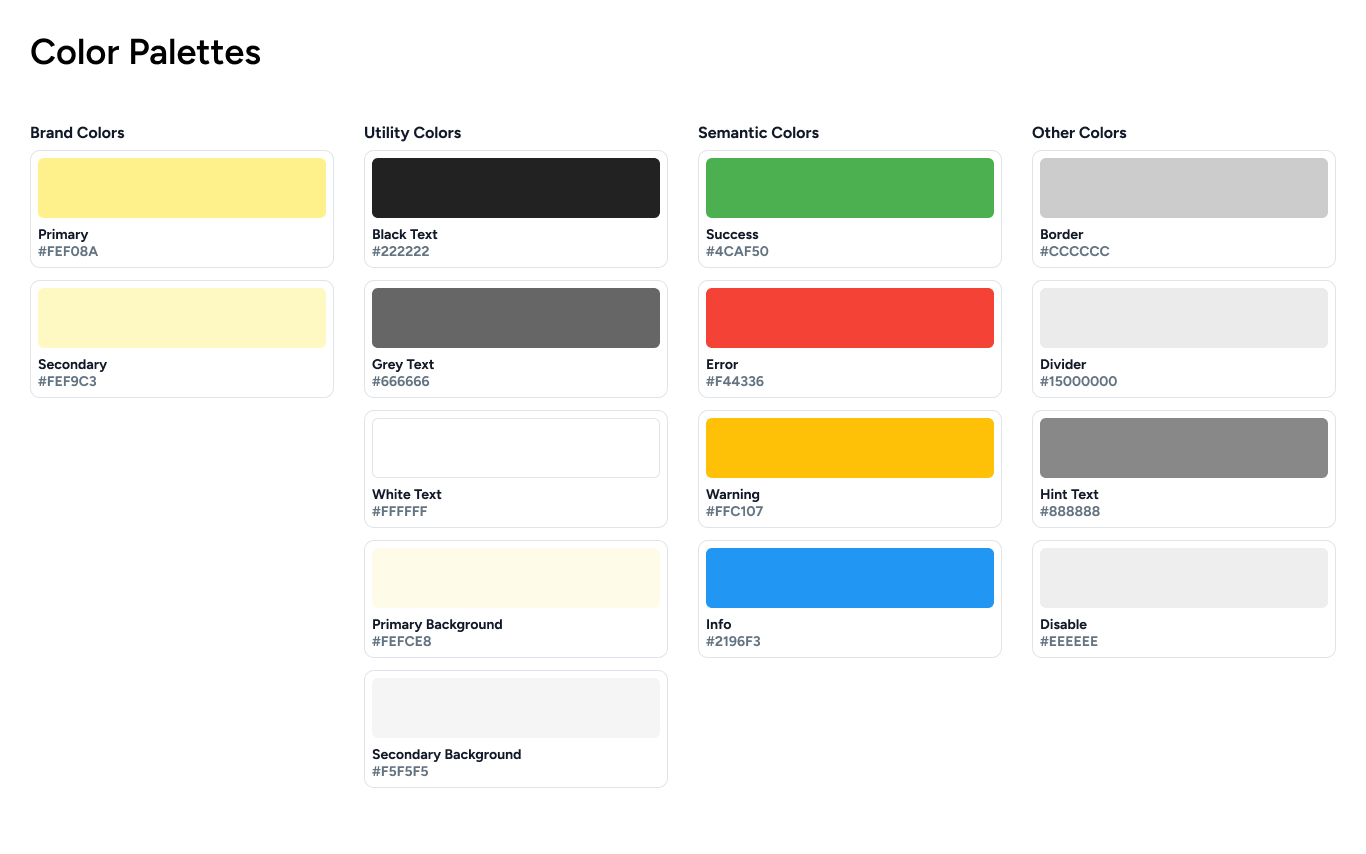 Color Palettes
Brand Colors
Primary
#FEF08A
Secondary
#FEF9C3
Utility Colors
Black Text
#222222
Grey Text
#666666
White Text
#FFFFFF
Primary Background
#FEFCE8
Secondary Background
#F5F5F5
Semantic Colors
Success
#4CAF50
Error
#F44336
Warning
#FFC107
Info
#2196F3
Other Colors
Border
#CCCCCC
Divider
#15000000
Hint Text
#888888
Disable
#EEEEEE